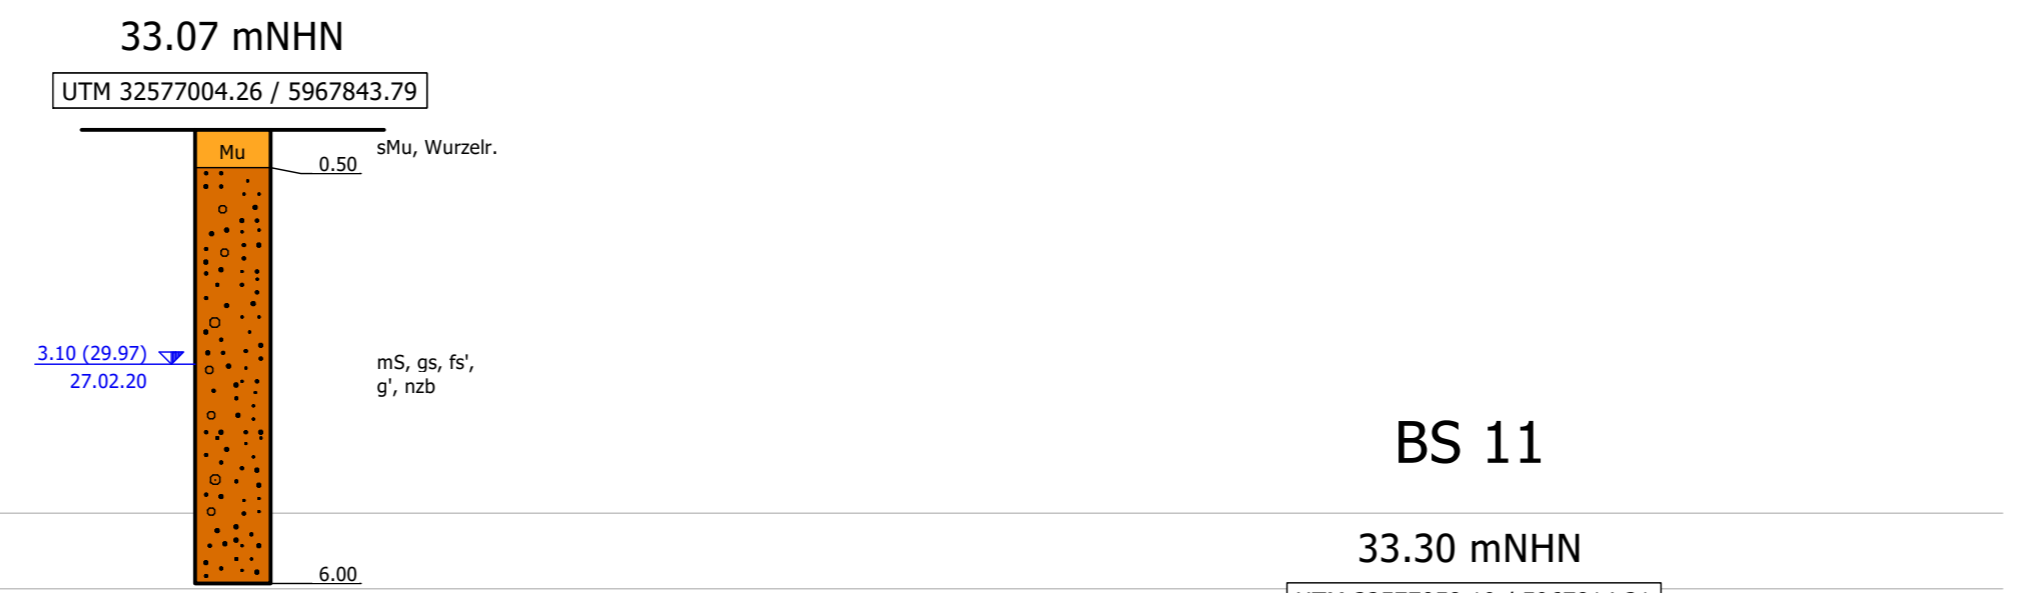 33.07 mNHN
UTM 32577004.26 / 5967843.79
Mu
0.50
sMu, Wurzelr.
3.10 (29.97)
27.02.20
mS, gs, fs',
g', nzb
6.00
BS 11
33.30 mNHN